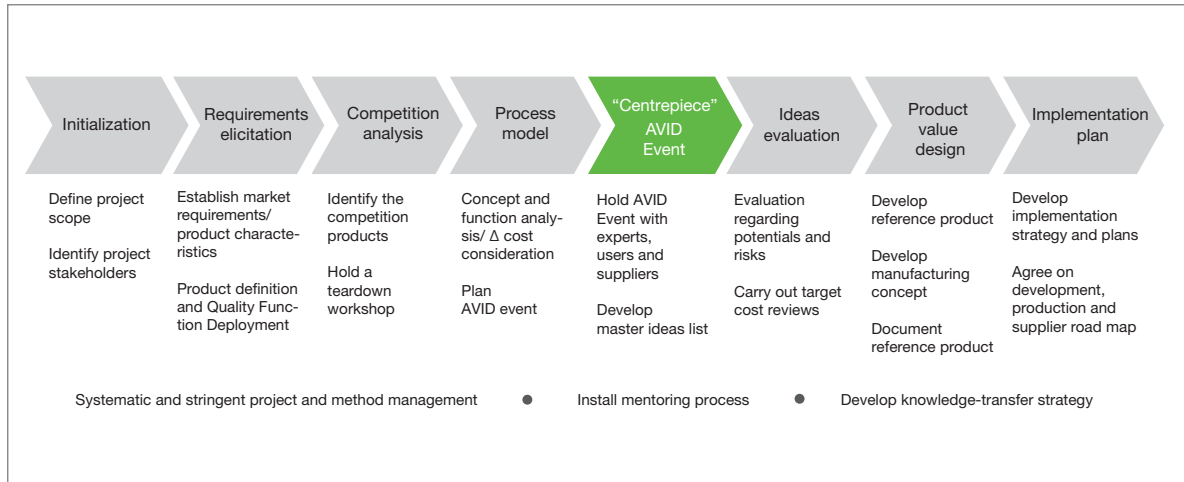 Initialization
Requirements
elicitation
Competition
analysis
Process
model
“Centrepiece”
AVID
Event
Ideas
evaluation
Product
value
design
Implementation
plan
Define project
scope
Identify project
stakeholders
Establish market
requirements/
product characte-
ristics
Product definition
and Quality Func-
tion Deployment
Identify the
competition
products
Hold a
teardown
workshop
Concept and
function analy-
sis/ Δ cost
consideration
Plan
AVID event
Hold AVID
Event with
experts,
users and
suppliers
Develop
master ideas list
Evaluation
regarding
potentials and
risks
Carry out target
cost reviews
Develop
reference product
Develop
manufacturing
concept
Document
reference product
Develop
implementation
strategy and plans
Agree on
development,
production and
supplier road map
Systematic and stringent project and method management ● Install mentoring process ● Develop knowledge-transfer strategy